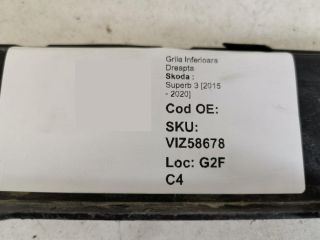 Grila Inferioara
Dreapta
Skoda :
Superb 3 [2015
- 2020]
Cod OE:
SKU:
VIZ58678
Loc: G2F
C4